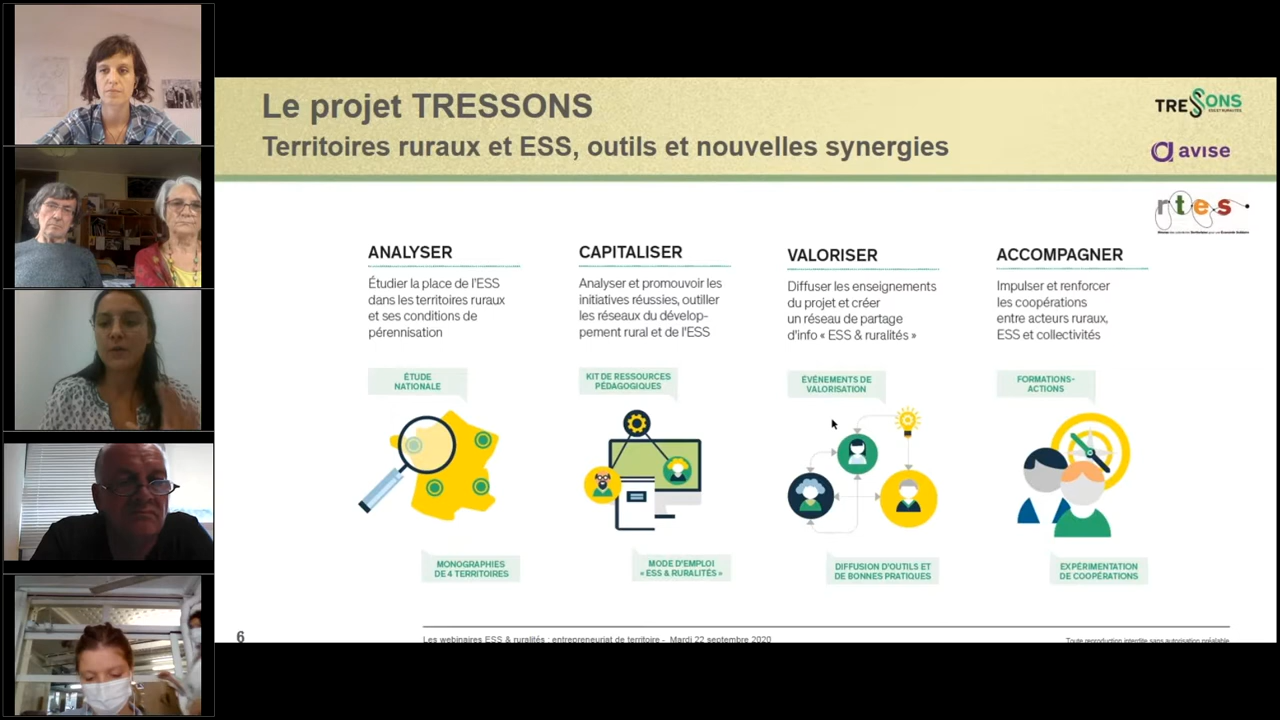 Le projet TRESSONS
Territoires ruraux et ESS, outils et nouvelles synergies
TRESSONS
avise
rtes
ANALYSER
Étudier la place de l'ESS
dans les territoires ruraux
et ses conditions de
pérennisation
ÉTUDE
NATIONALE
MONOGRAPHIES
DE 4 TERRITOIRES
CAPITALISER
Analyser et promouvoir les
initiatives réussies, outiller
les réseaux du dévelop-
pement rural et de l'ESS
KIT DE RESSOURCES
PÉDAGOGIQUES
MODE D'EMPLOI
« ESS & RURALITÉS »
VALORISER
Diffuser les enseignements
du projet et créer
un réseau de partage
d'info « ESS & ruralités »
ÉVÉNEMENTS DE
VALORISATION
DIFFUSION D'OUTILS ET
DE BONNES PRATIQUES
ACCOMPAGNER
Impulser et renforcer
les coopérations
entre acteurs ruraux,
ESS et collectivités
FORMATIONS-
ACTIONS
EXPÉRIMENTATION
DE COOPÉRATIONS
6
Les webinaires ESS & ruralités : entrepreneuriat de territoire - Mardi 22 septembre 2020
Toute reproduction interdite sans autorisation préalable